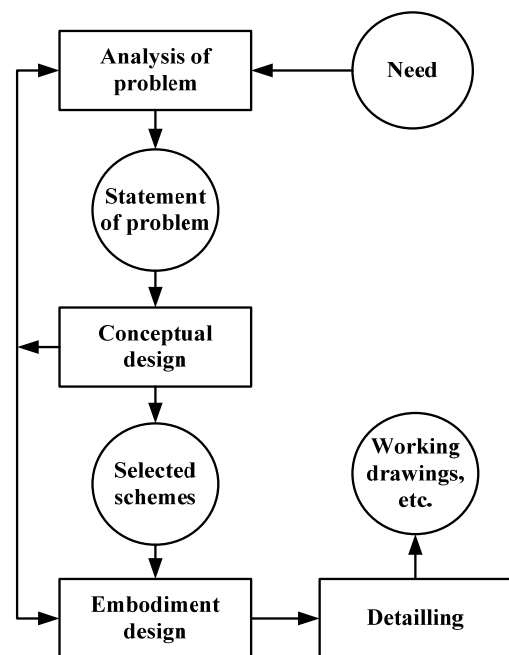 Analysis of
problem
Need
Statement
of problem
Conceptual
design
Selected
schemes
Working
drawings,
etc.
Embodiment
design
Detailling